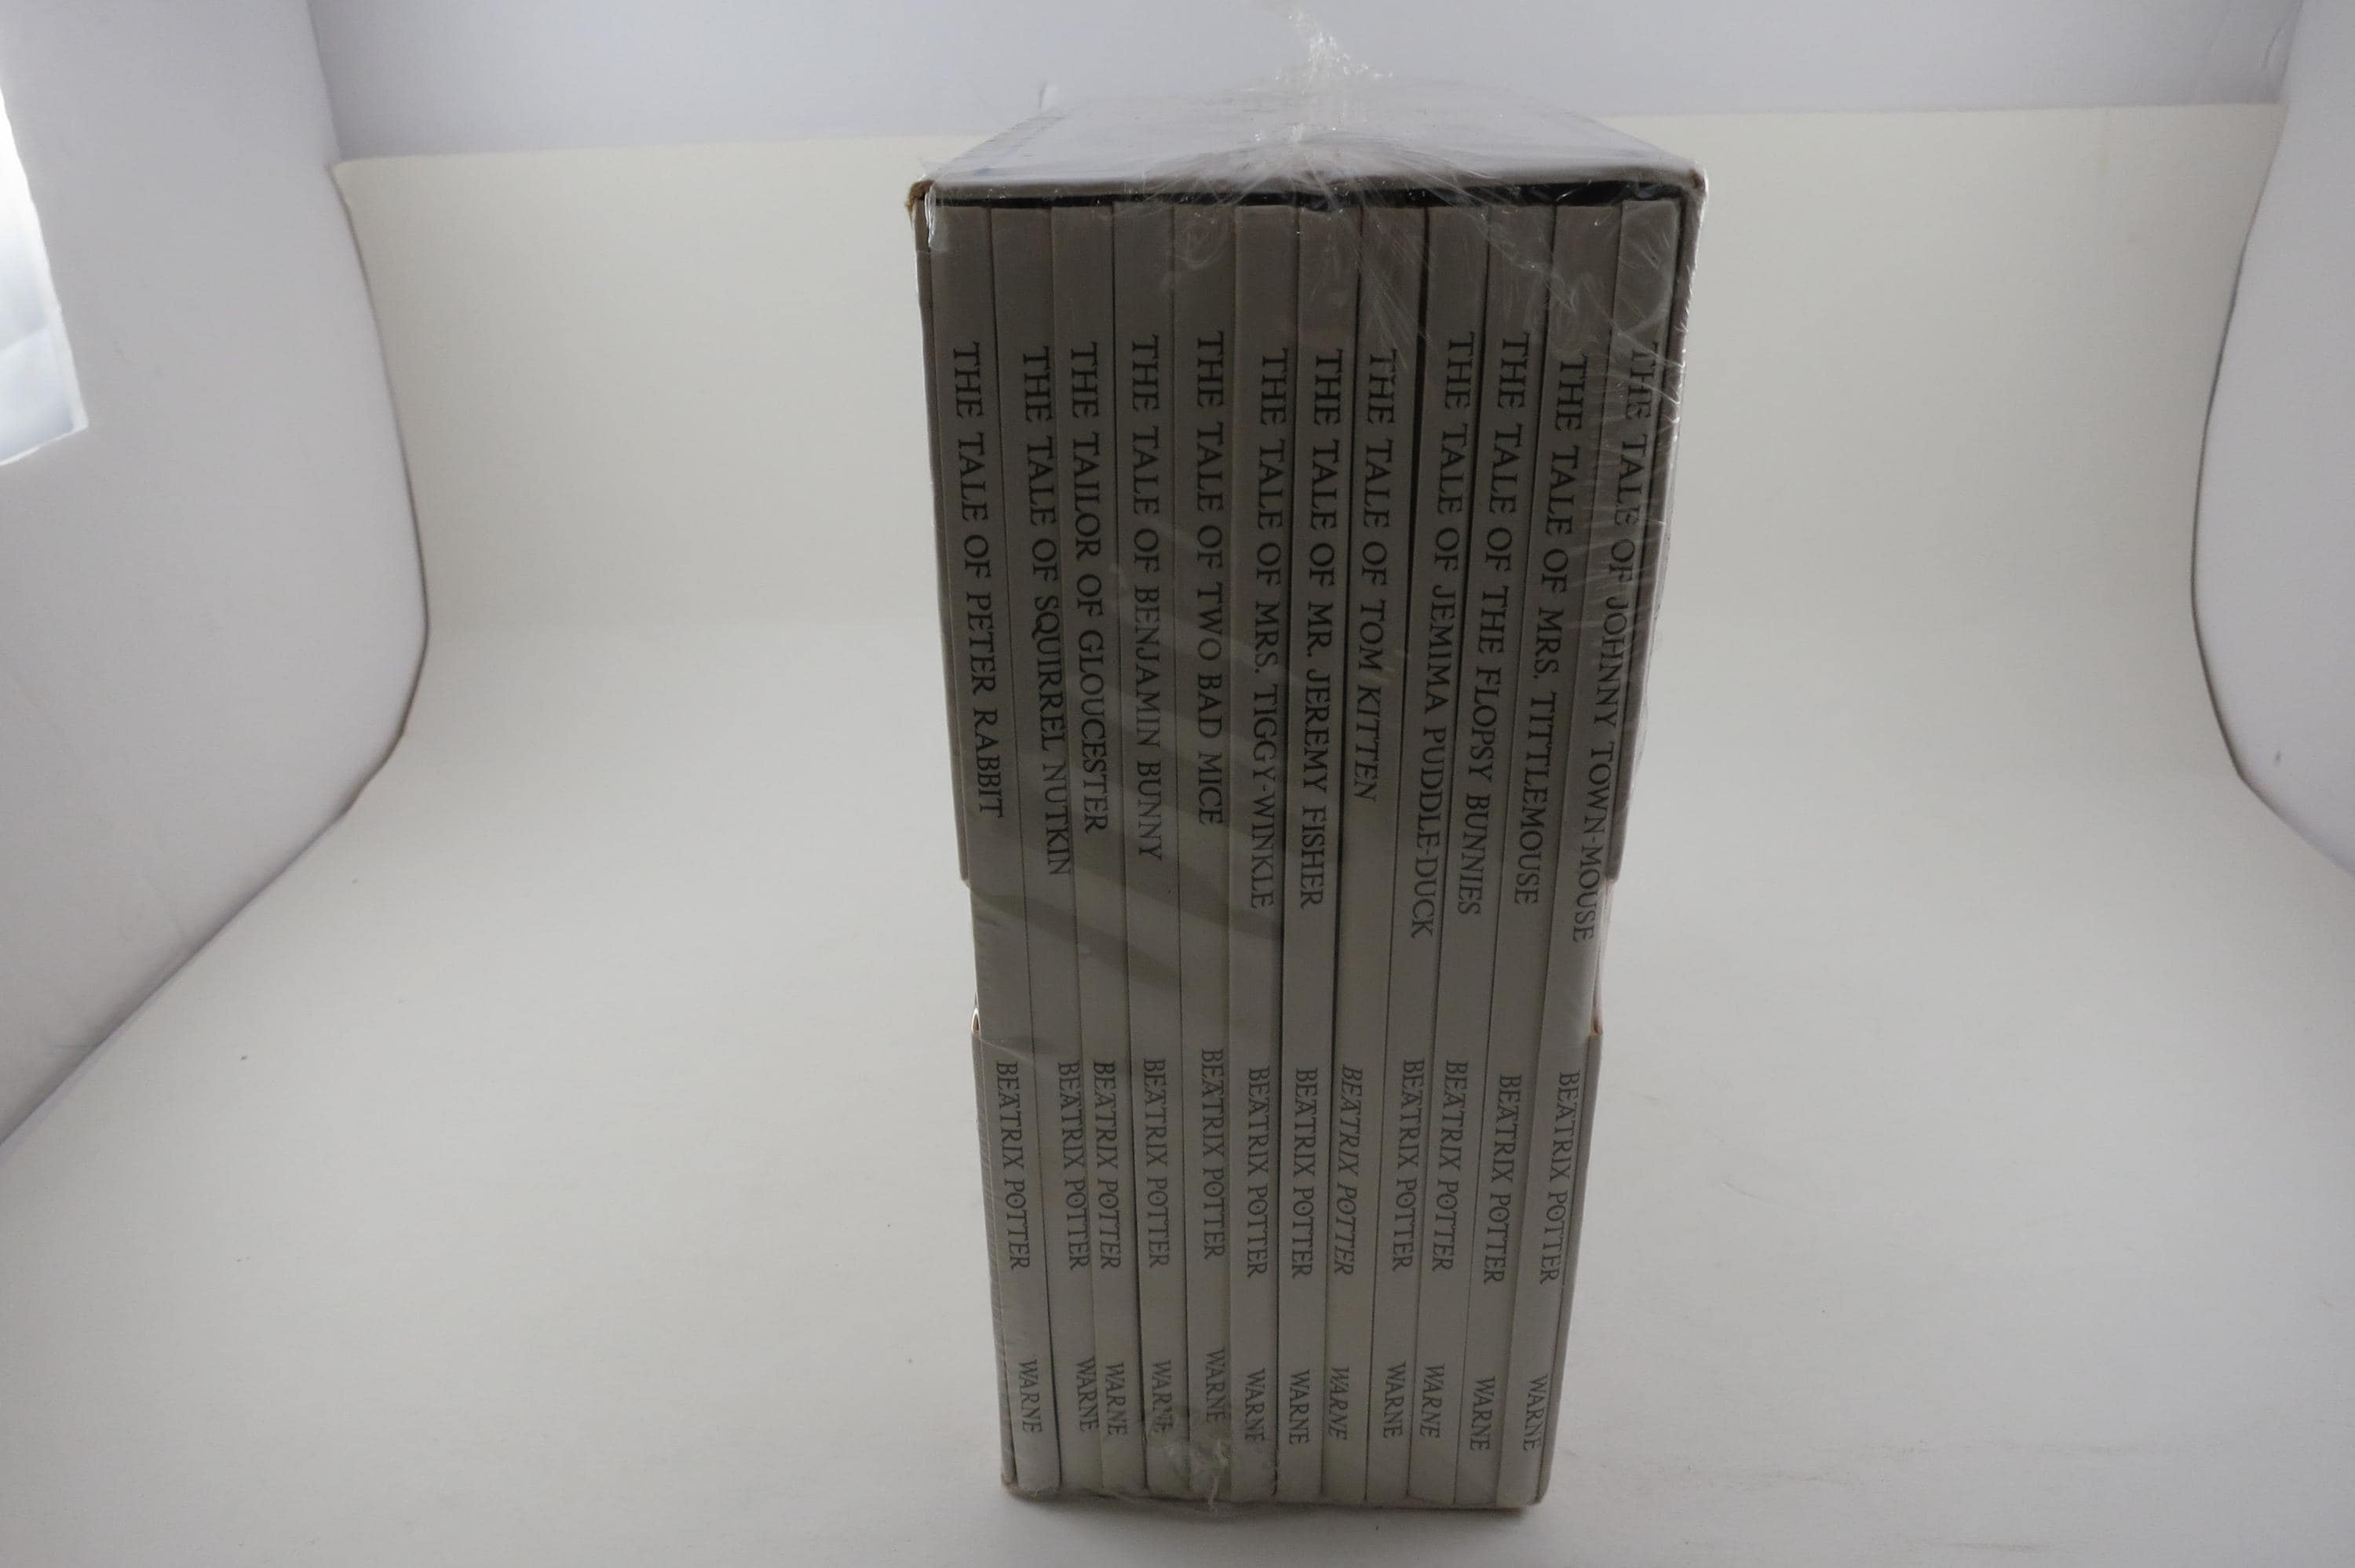 THE TALE OF PETER RABBIT BEATRIX POTTER WARNE
THE TALE OF SQUIRREL NUTKIN BEATRIX POTTER WARNE
THE TAILOR OF GLOUCESTER BEATRIX POTTER WARNE
THE TALE OF BENJAMIN BUNNY BEATRIX POTTER WARNE
THE TALE OF TWO BAD MICE BEATRIX POTTER WARNE
THE TALE OF MRS. TIGGY-WINKLE BEATRIX POTTER WARNE
THE TALE OF MR. JEREMY FISHER BEATRIX POTTER WARNE
THE TALE OF TOM KITTEN BEATRIX POTTER WARNE
THE TALE OF JEMIMA PUDDLE-DUCK BEATRIX POTTER WARNE
THE TALE OF THE FLOPSY BUNNIES BEATRIX POTTER WARNE
THE TALE OF MRS. TITTLEMOUSE BEATRIX POTTER WARNE
THE TALE OF JOHNNY TOWN-MOUSE BEATRIX POTTER WARNE